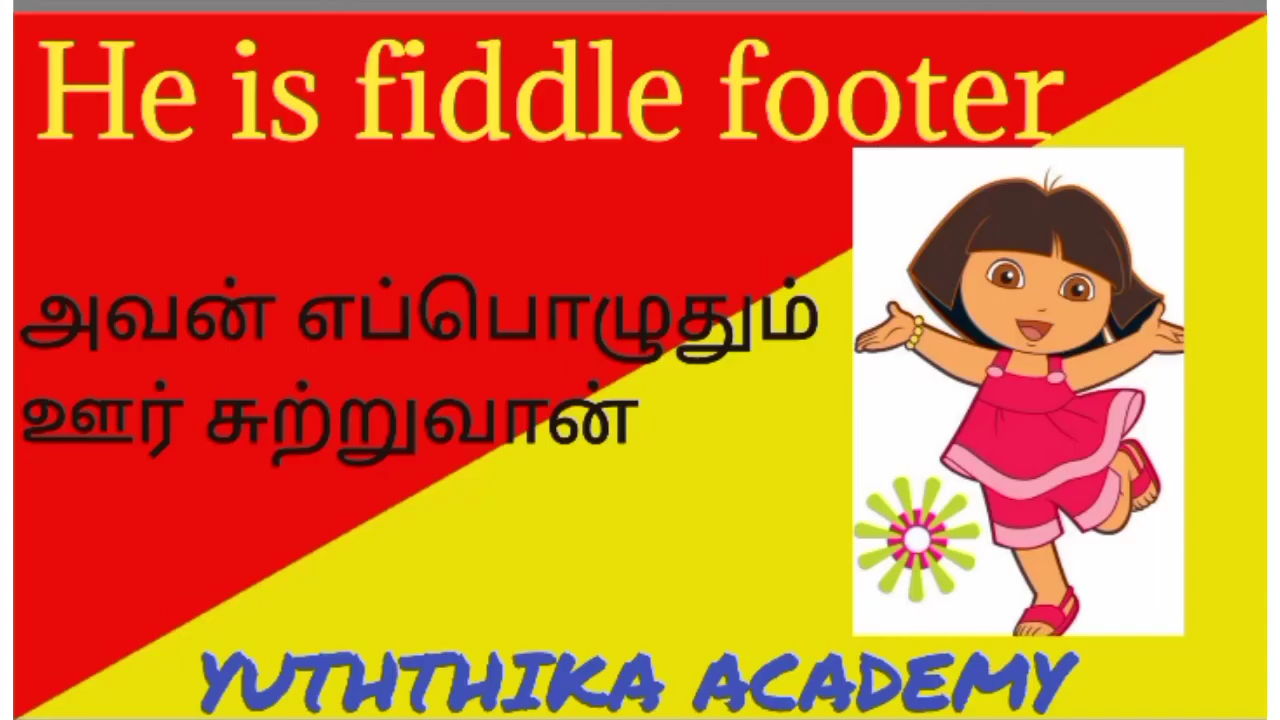 He is fiddle footer
அவன் எப்பொழுதும்
ஊர் சுற்றுவான்
YUTHTHIKA ACADEMY